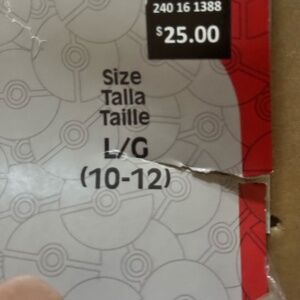 240 16 1388
$25.00
Size
Talla
Taille
L/G
(10-12)